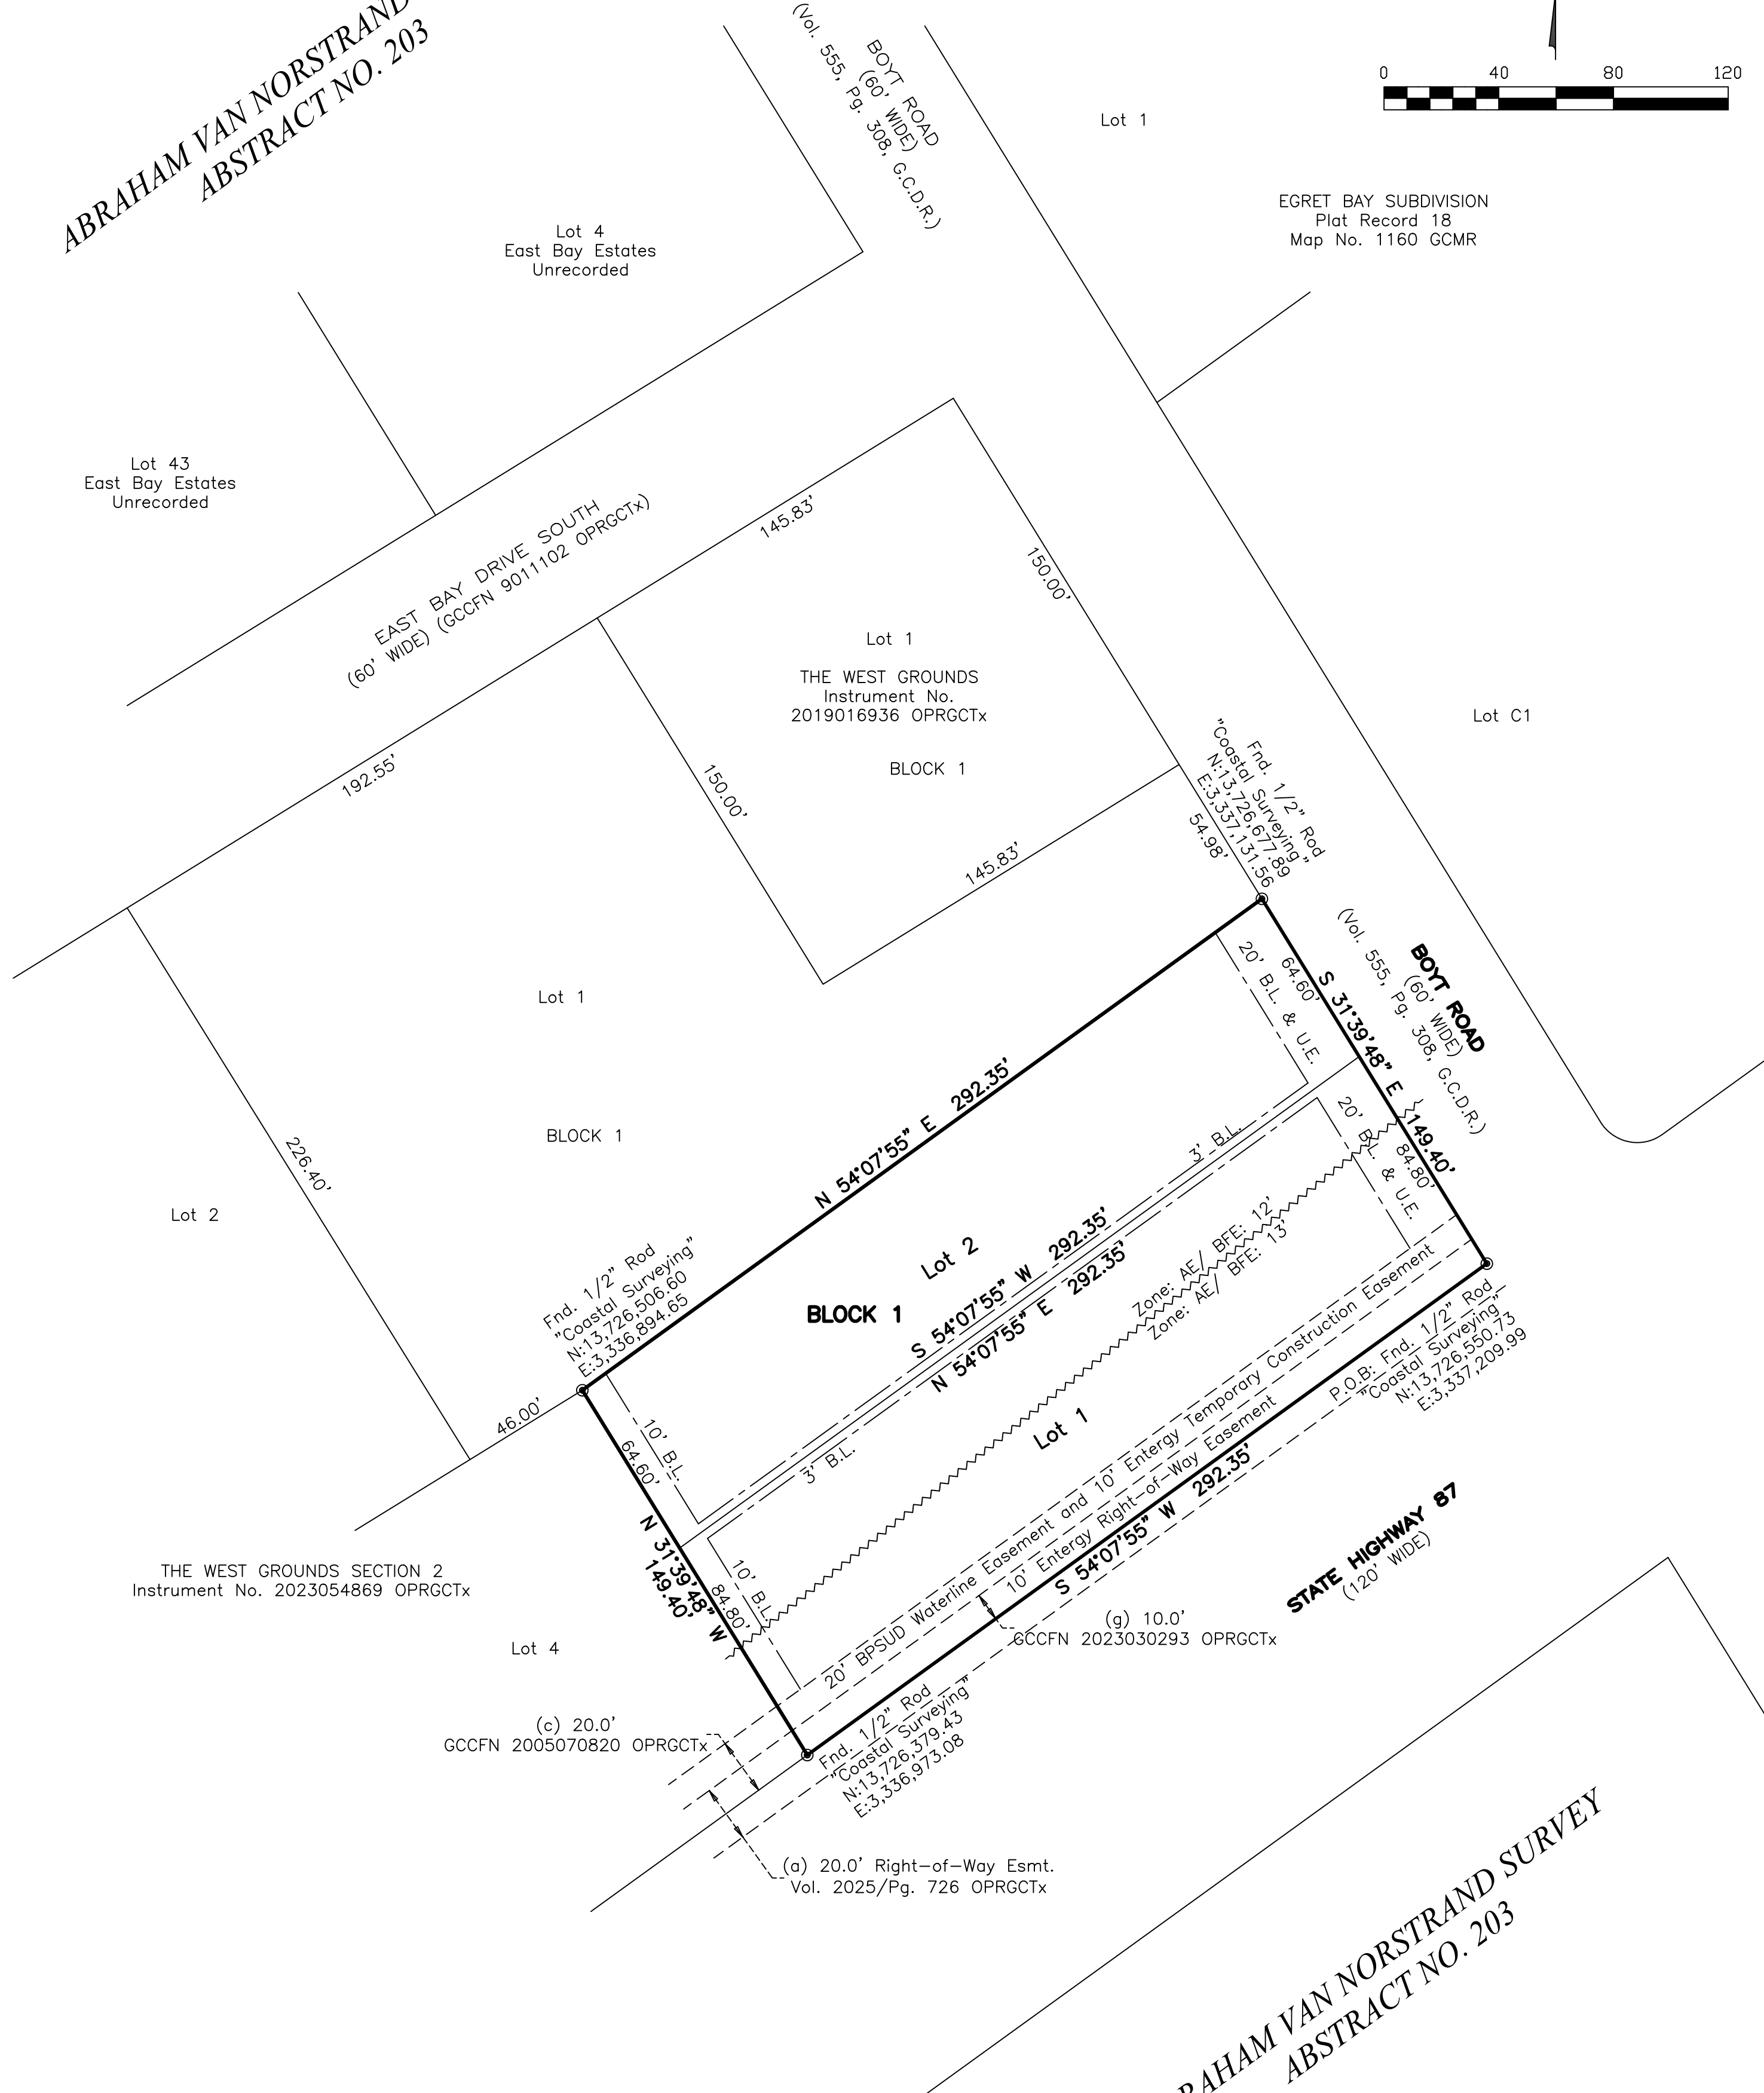 ABRAHAM VAN NORSTRAND
ABSTRACT NO. 203
BOYT ROAD
(60' WIDE)
(Vol. 555, Pg. 308, G.C.D.R.)
0 40 80 120
Lot 1
EGRET BAY SUBDIVISION
Plat Record 18
Map No. 1160 GCMR
Lot 4
East Bay Estates
Unrecorded
Lot 43
East Bay Estates
Unrecorded
EAST BAY DRIVE SOUTH
(60' WIDE) (GCCFN 9011102 OPRGCTx)
145.83'
150.00'
Lot 1
THE WEST GROUNDS
Instrument No.
2019016936 OPRGCTx
BLOCK 1
192.55'
150.00'
145.83'
54.98'
Lot C1
Fnd. 1/2" Rod
"Coastal Surveying"
N:13,726,677.89
E:3,337,131.56
BOYT ROAD
(60' WIDE)
(Vol. 555, Pg. 308, G.C.D.R.)
Lot 1
BLOCK 1
226.40'
Lot 2
46.00'
N 54°07'55" E 292.35'
20' B.L. & U.E.
64.60'
S 31°39'48" E 149.40'
20' B.L. & U.E.
84.80'
3' B.L.
Lot 2
BLOCK 1
S 54°07'55" W 292.35'
N 54°07'55" E 292.35'
3' B.L.
Zone: AE/ BFE: 12'
Zone: AE/ BFE: 13'
Lot 1
Fnd. 1/2" Rod
"Coastal Surveying"
N:13,726,506.60
E:3,336,894.65
10' B.L.
64.60'
N 31°39'48" W
149.40'
10' B.L.
84.80'
20' BPSUD Waterline Easement and 10' Entergy Temporary Construction Easement
10' Entergy Right-of-Way Easement
S 54°07'55" W 292.35'
P.O.B: Fnd. 1/2" Rod
"Coastal Surveying"
N:13,726,550.73
E:3,337,209.99
STATE HIGHWAY 87
(120' WIDE)
THE WEST GROUNDS SECTION 2
Instrument No. 2023054869 OPRGCTx
Lot 4
(g) 10.0'
GCCFN 2023030293 OPRGCTx
(c) 20.0'
GCCFN 2005070820 OPRGCTx
Fnd. 1/2" Rod
"Coastal Surveying"
N:13,726,379.43
E:3,336,973.08
(a) 20.0' Right-of-Way Esmt.
Vol. 2025/Pg. 726 OPRGCTx
RAHAM VAN NORSTRAND SURVEY
ABSTRACT NO. 203